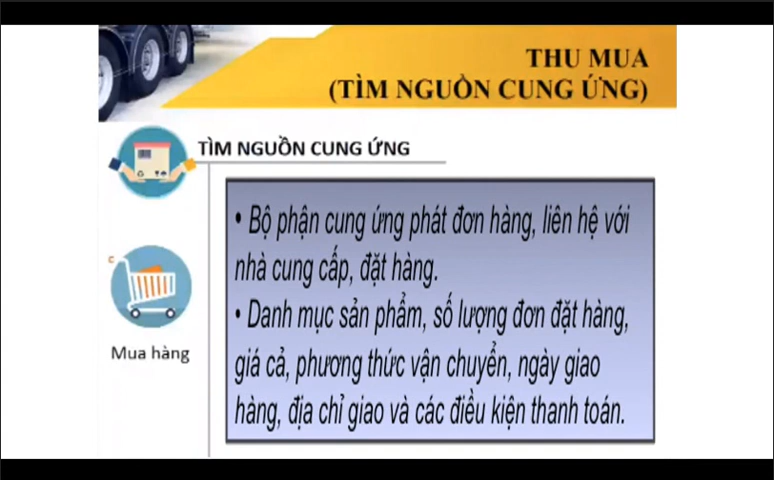 THU MUA
(TÌM NGUỒN CUNG ỨNG)
TÌM NGUỒN CUNG ỨNG
• Bộ phận cung ứng phát đơn hàng, liên hệ với
nhà cung cấp, đặt hàng.
• Danh mục sản phẩm, số lượng đơn đặt hàng,
giá cả, phương thức vận chuyển, ngày giao
hàng, địa chỉ giao và các điều kiện thanh toán.
Mua hàng